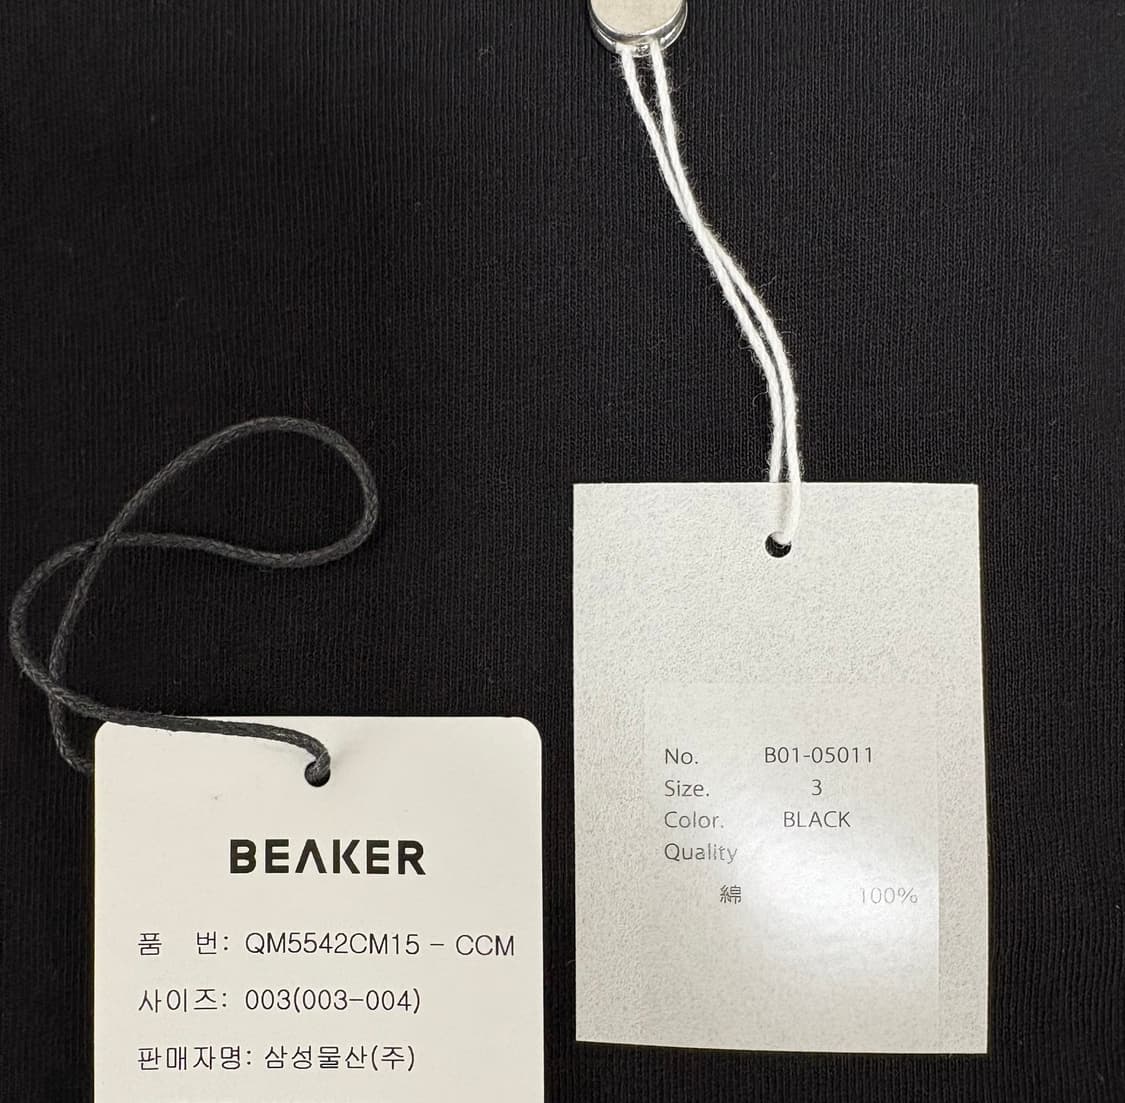 BEAKER
품 번: QM5542CM15 - CCM
사이즈: 003(003-004)
판매자명: 삼성물산(주)
No. B01-05011
Size. 3
Color. BLACK
Quality
綿 100%